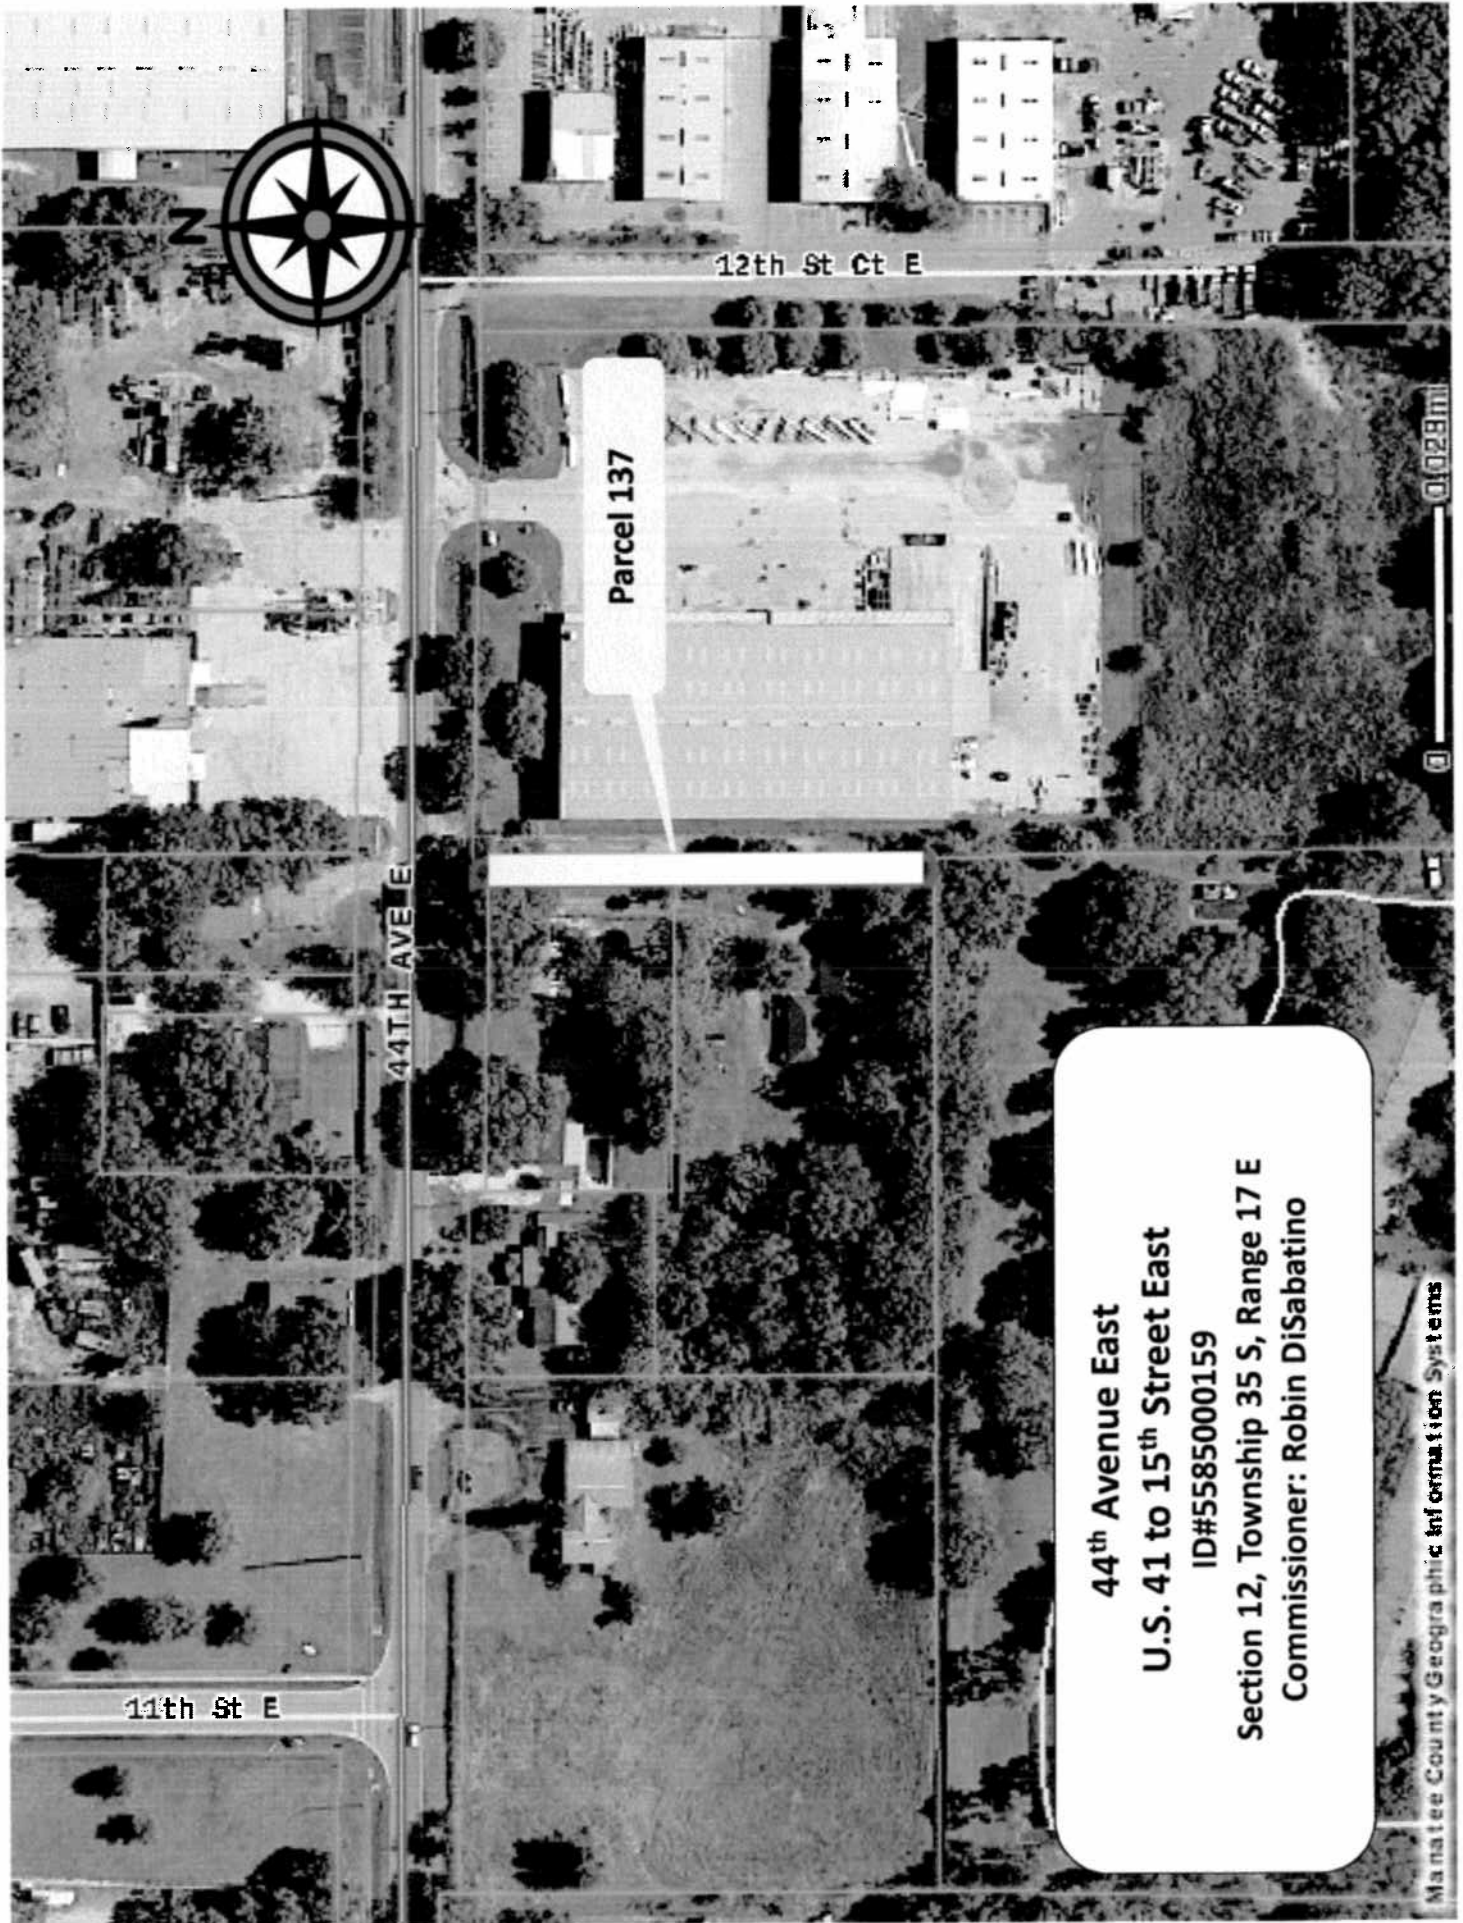 N
12th St Ct E
Parcel 137
44TH AVE E
11th St E
44th Avenue East
U.S. 41 to 15th Street East
ID#5585000159
Section 12, Township 35 S, Range 17 E
Commissioner: Robin DiSabatino
0
0.028mi
Manatee County Geographic Information Systems